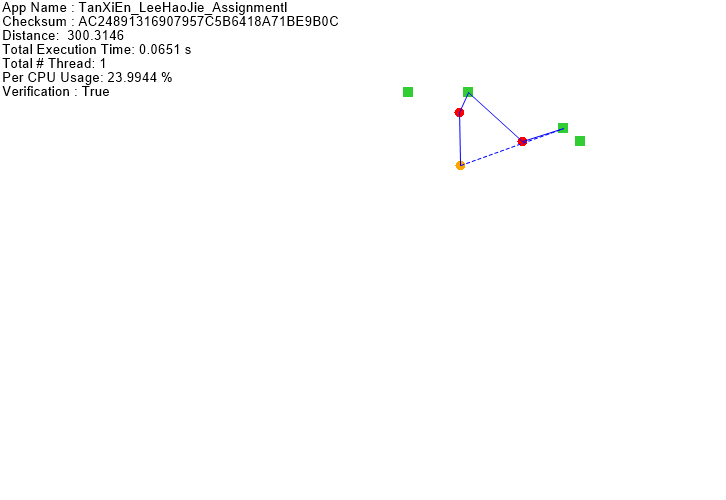 App Name : TanXiEn_LeeHaoJie_AssignmentI
Checksum : AC24891316907957C5B6418A71BE9B0C
Distance:  300.3146
Total Execution Time: 0.0651 s
Total # Thread: 1
Per CPU Usage: 23.9944 %
Verification : True